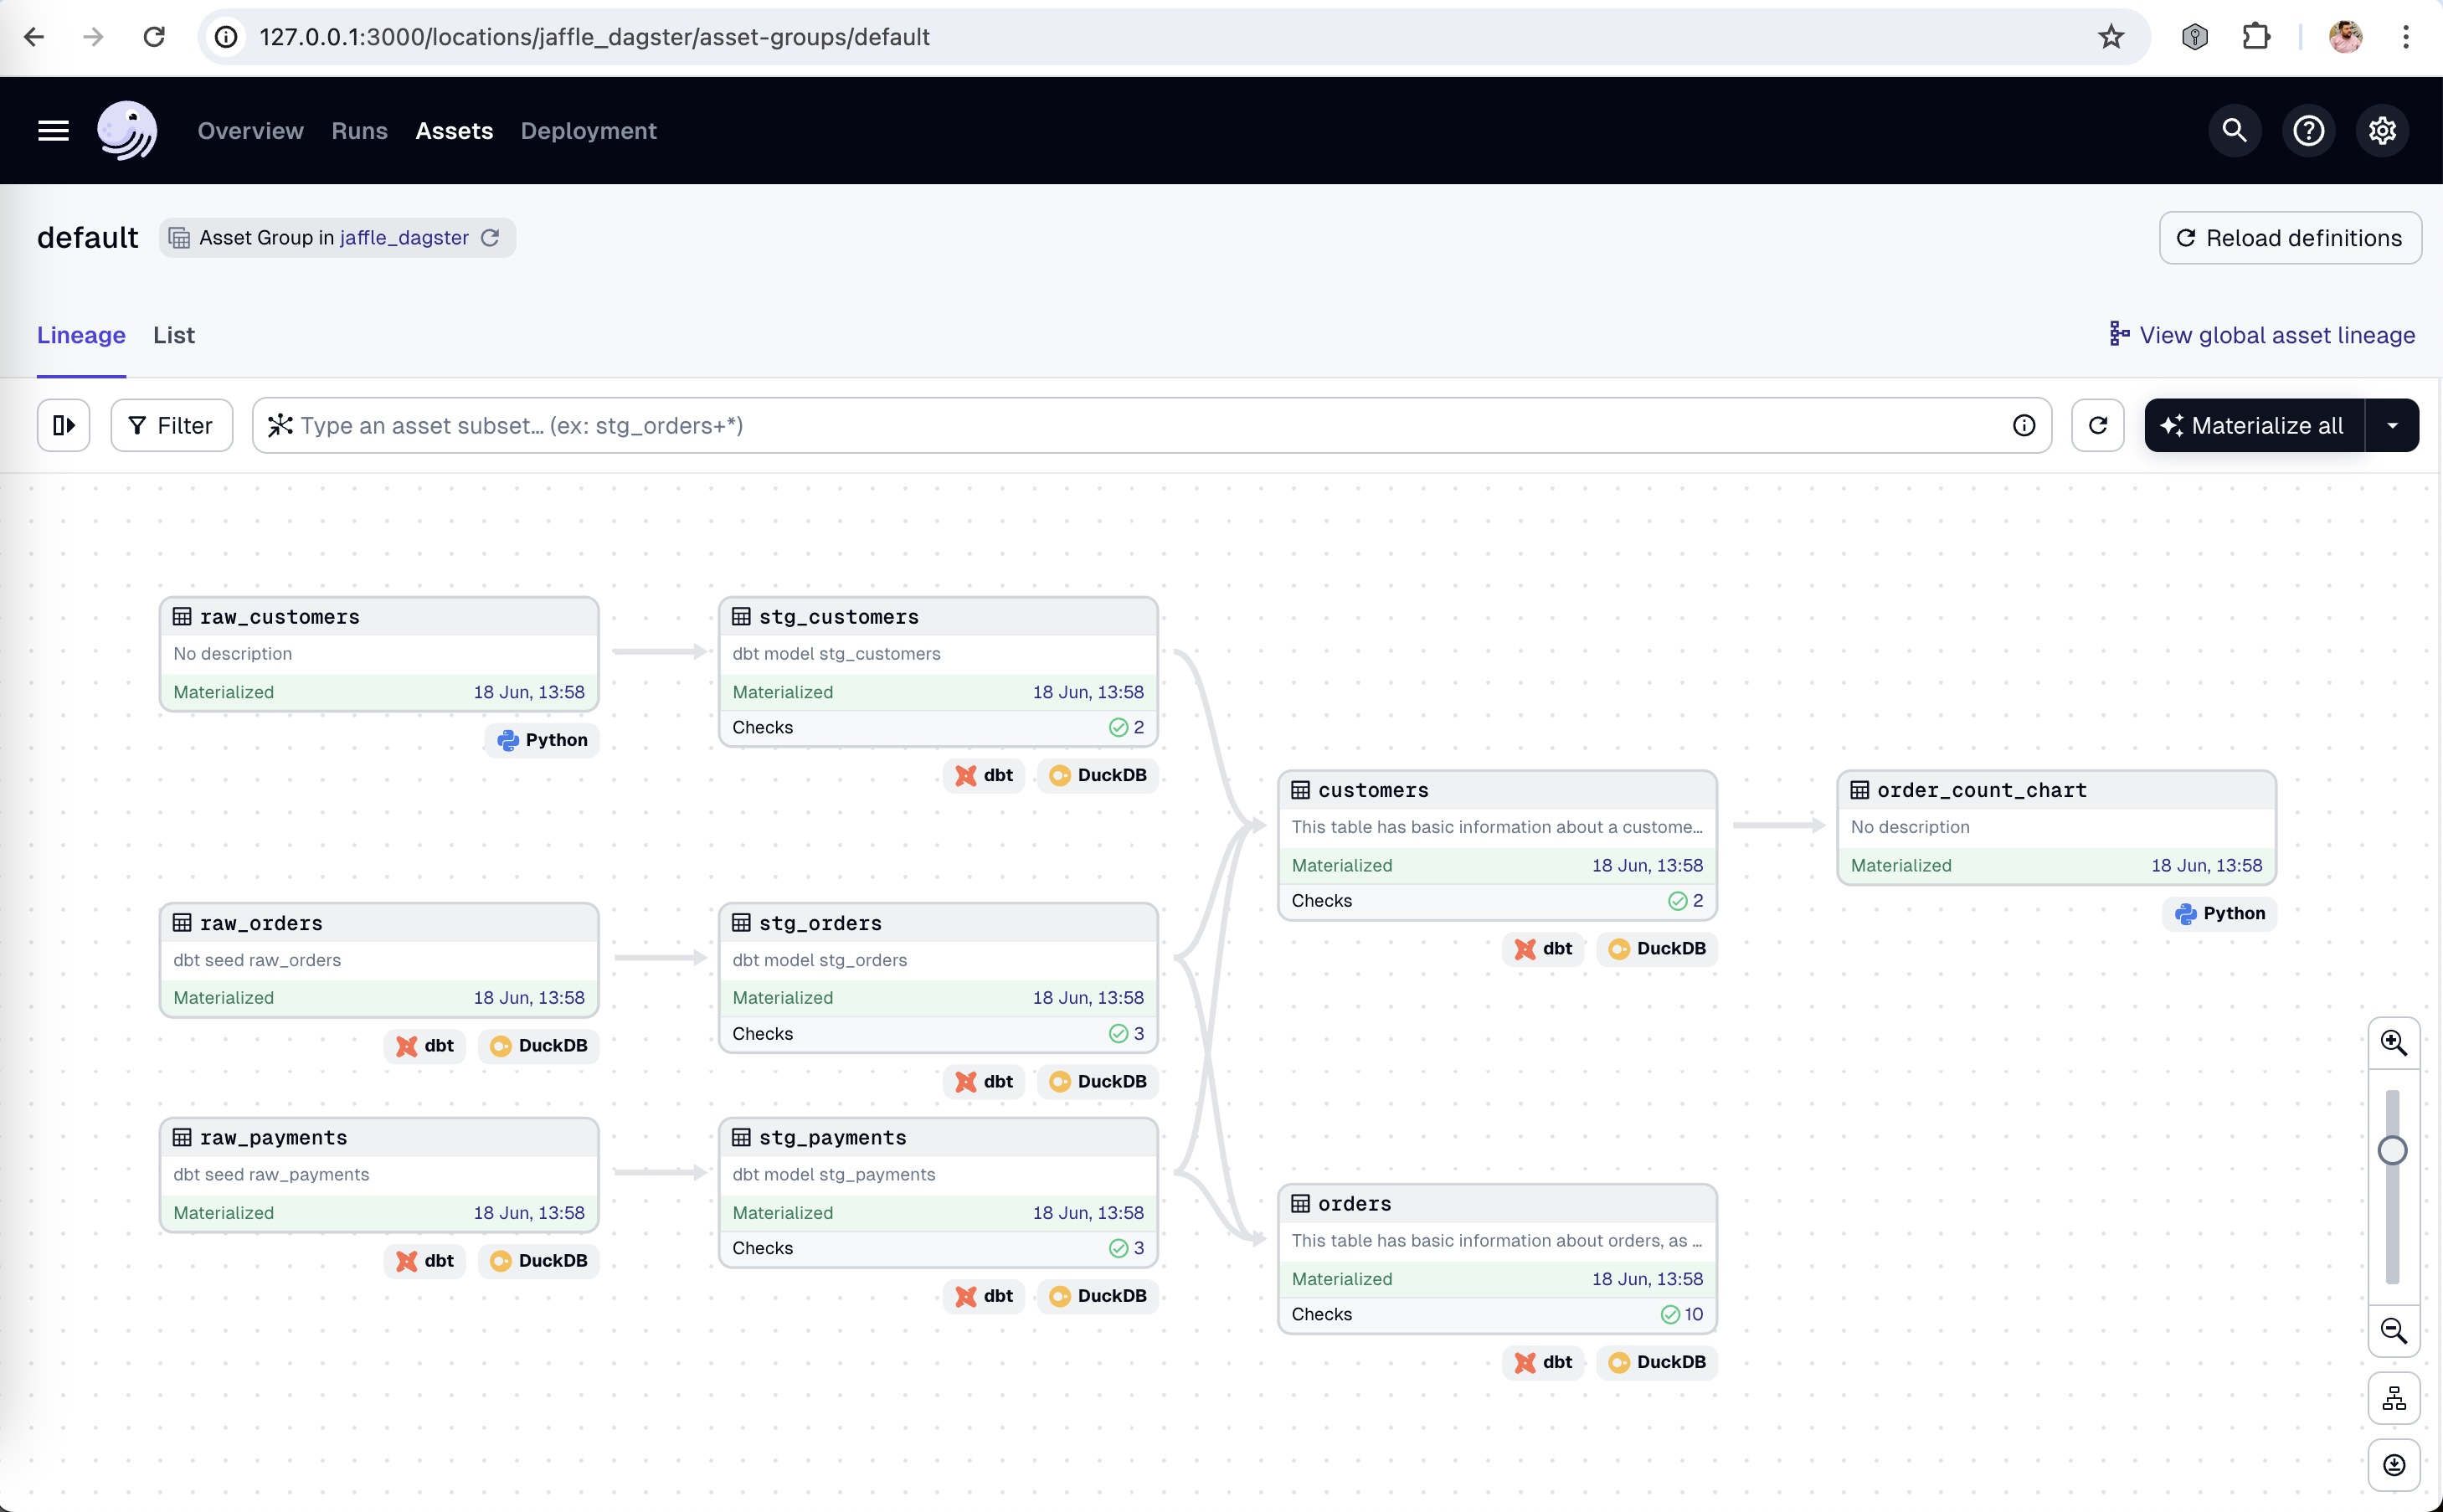 127.0.0.1:3000/locations/jaffle_dagster/asset-groups/default
Overview Runs Assets Deployment
default Asset Group in jaffle_dagster Reload definitions
Lineage List View global asset lineage
Filter Type an asset subset… (ex: stg_orders+*) Materialize all
raw_customers
No description
Materialized 18 Jun, 13:58
Python
stg_customers
dbt model stg_customers
Materialized 18 Jun, 13:58
Checks 2
dbt DuckDB
customers
This table has basic information about a custome…
Materialized 18 Jun, 13:58
Checks 2
dbt DuckDB
order_count_chart
No description
Materialized 18 Jun, 13:58
Python
raw_orders
dbt seed raw_orders
Materialized 18 Jun, 13:58
dbt DuckDB
stg_orders
dbt model stg_orders
Materialized 18 Jun, 13:58
Checks 3
dbt DuckDB
raw_payments
dbt seed raw_payments
Materialized 18 Jun, 13:58
dbt DuckDB
stg_payments
dbt model stg_payments
Materialized 18 Jun, 13:58
Checks 3
dbt DuckDB
orders
This table has basic information about orders, as …
Materialized 18 Jun, 13:58
Checks 10
dbt DuckDB